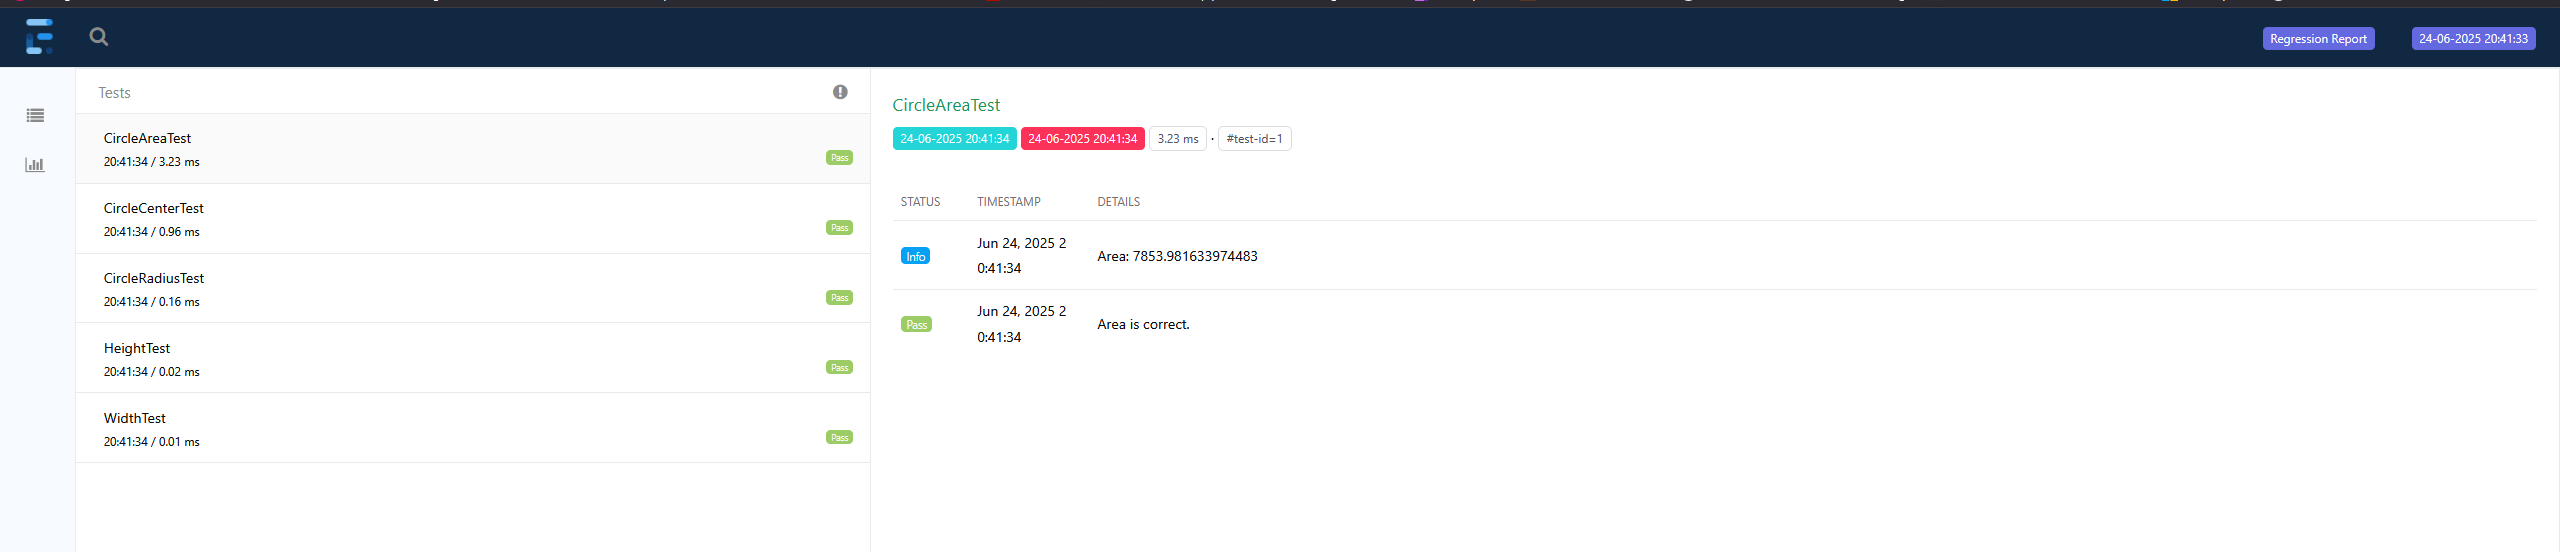 Regression Report
24-06-2025 20:41:33
Tests
CircleAreaTest
20:41:34 / 3.23 ms
Pass
CircleCenterTest
20:41:34 / 0.96 ms
Pass
CircleRadiusTest
20:41:34 / 0.16 ms
Pass
HeightTest
20:41:34 / 0.02 ms
Pass
WidthTest
20:41:34 / 0.01 ms
Pass
CircleAreaTest
24-06-2025 20:41:34 24-06-2025 20:41:34 3.23 ms · #test-id=1
STATUS TIMESTAMP DETAILS
Info
Jun 24, 2025 2
0:41:34
Area: 7853.981633974483
Pass
Jun 24, 2025 2
0:41:34
Area is correct.